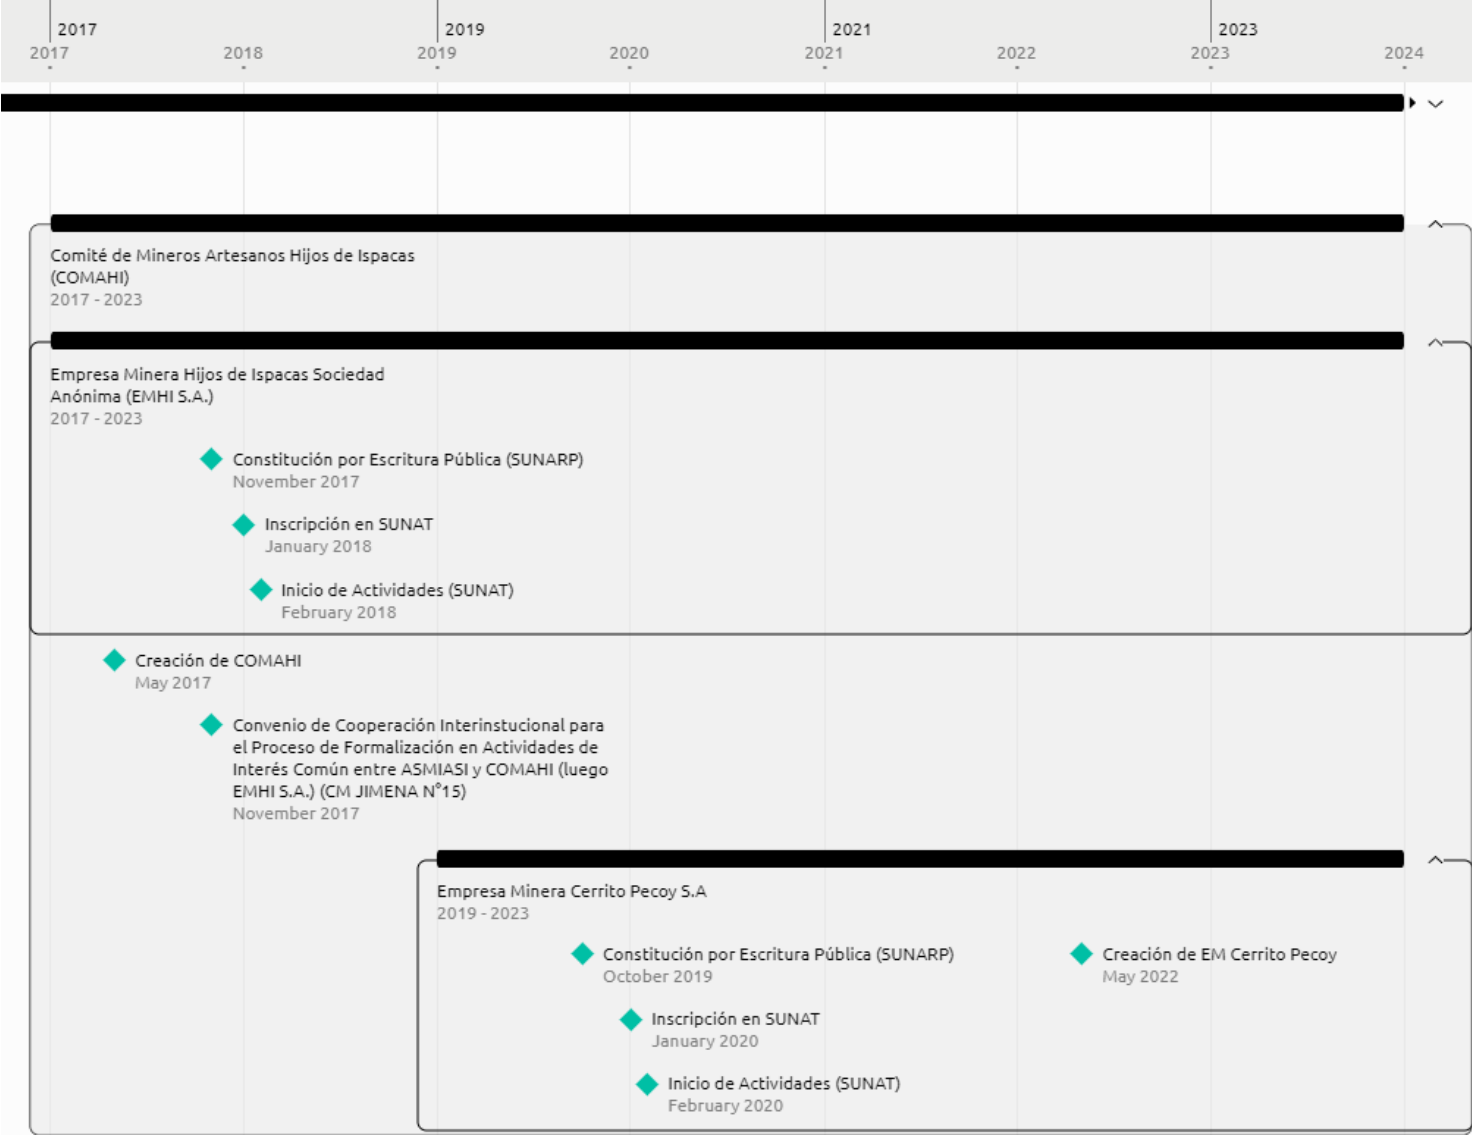 2017 2019 2021 2023
2017 2018 2019 2020 2021 2022 2023 2024
Comité de Mineros Artesanos Hijos de Ispacas
(COMAHI)
2017 - 2023
Empresa Minera Hijos de Ispacas Sociedad
Anónima (EMHI S.A.)
2017 - 2023
Constitución por Escritura Pública (SUNARP)
November 2017
Inscripción en SUNAT
January 2018
Inicio de Actividades (SUNAT)
February 2018
Creación de COMAHI
May 2017
Convenio de Cooperación Interinstucional para
el Proceso de Formalización en Actividades de
Interés Común entre ASMIASI y COMAHI (luego
EMHI S.A.) (CM JIMENA N°15)
November 2017
Empresa Minera Cerrito Pecoy S.A
2019 - 2023
Constitución por Escritura Pública (SUNARP)
October 2019
Creación de EM Cerrito Pecoy
May 2022
Inscripción en SUNAT
January 2020
Inicio de Actividades (SUNAT)
February 2020